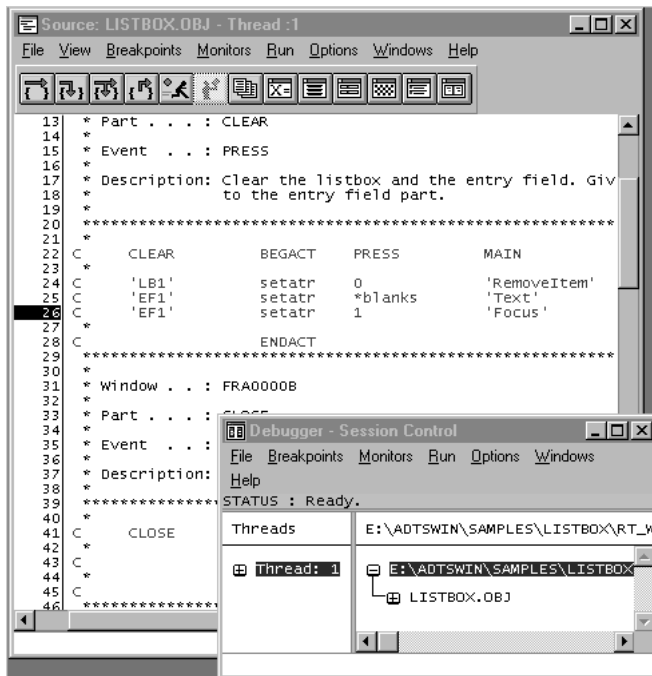 Source: LISTBOX.OBJ - Thread :1
File View Breakpoints Monitors Run Options Windows Help
13 * Part . . . : CLEAR
14 *
15 * Event . . : PRESS
16 *
17 * Description: Clear the listbox and the entry field. Giv
18 * to the entry field part.
19 *
20 *************************************************************
21 *
22 C CLEAR BEGACT PRESS MAIN
23 *
24 C 'LB1' setatr 0 'RemoveItem'
25 C 'EF1' setatr *blanks 'Text'
26 C 'EF1' setatr 1 'Focus'
27 *
28 C ENDACT
29 *************************************************************
30 *
31 * Window . . : FRA0000B
32 *
33 * Part . . . : CLOSE
34 *
35 * Event . . :
36 *
37 * Description:
38 *
39 ****************
40 *
41 C CLOSE
42 *
43 C
44 *
45 C
46 ****************
Debugger - Session Control
File Breakpoints Monitors Run Options Windows
Help
STATUS : Ready.
Threads E:\ADTSWIN\SAMPLES\LISTBOX\RT_W
Thread: 1 E:\ADTSWIN\SAMPLES\LISTBOX
LISTBOX.OBJ